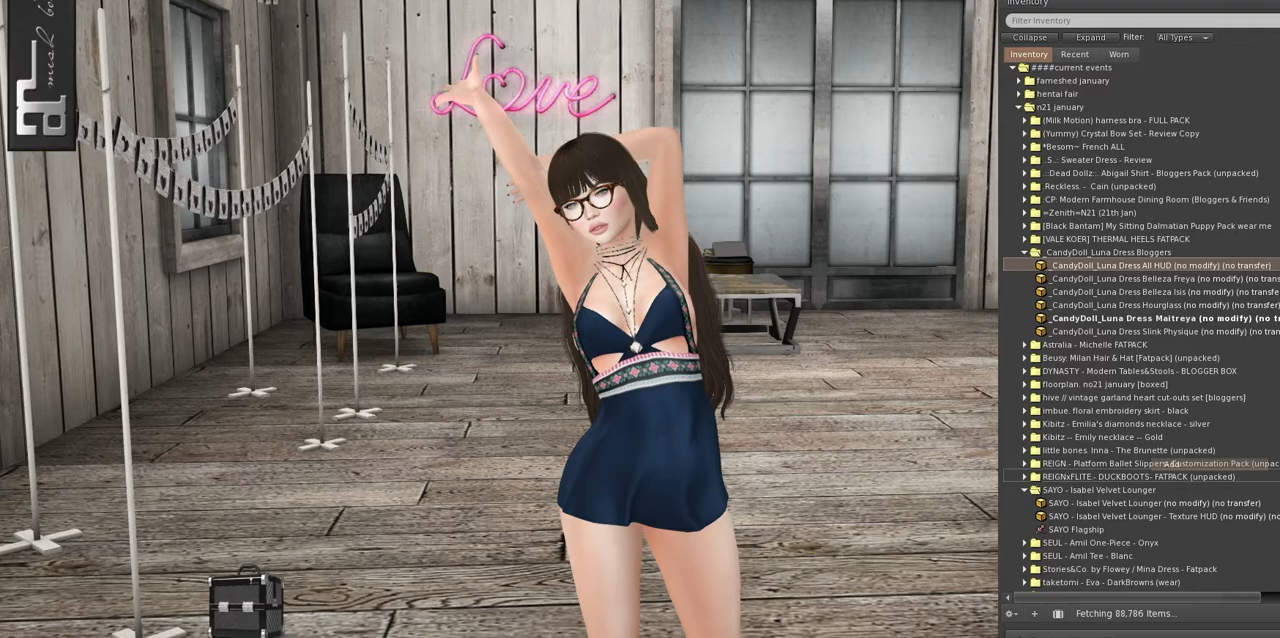 mesh bo
Love
Inventory
Filter Inventory
Collapse Expand Filter: All Types
Inventory Recent Worn
####current events
fameshed january
hentai fair
n21 january
(Milk Motion) harness bra - FULL PACK
(Yummy) Crystal Bow Set - Review Copy
*Besom~ French ALL
..S..: Sweater Dress - Review
.::Dead Dollz::. Abigail Shirt - Bloggers Pack (unpacked)
.Reckless. - Cain (unpacked)
:CP: Modern Farmhouse Dining Room (Bloggers & Friends)
=Zenith=N21 (21th Jan)
[Black Bantam] My Sitting Dalmatian Puppy Pack wear me
[VALE KOER] THERMAL HEELS FATPACK
_CandyDoll_Luna Dress Bloggers
_CandyDoll_Luna Dress All HUD (no modify) (no transfer)
_CandyDoll_Luna Dress Belleza Freya (no modify) (no trans
_CandyDoll_Luna Dress Belleza Isis (no modify) (no transfe
_CandyDoll_Luna Dress Hourglass (no modify) (no transfer)
_CandyDoll_Luna Dress Maitreya (no modify) (no t
_CandyDoll_Luna Dress Slink Physique (no modify) (no tran
Astralia - Michelle FATPACK
Beusy: Milan Hair & Hat [Fatpack] (unpacked)
DYNASTY - Modern Tables&Stools - BLOGGER BOX
floorplan. no21 january [boxed]
hive // vintage garland heart cut-outs set [bloggers]
imbue. floral embroidery skirt - black
Kibitz - Emilia's diamonds necklace - silver
Kibitz -- Emily necklace -- Gold
little bones. Inna - The Brunette (unpacked)
REIGN.- Platform Ballet Slippers- Customization Pack (unpac
REIGNxFLITE.- DUCKBOOTS- FATPACK (unpacked)
SAYO - Isabel Velvet Lounger
SAYO - Isabel Velvet Lounger (no modify) (no transfer)
SAYO - Isabel Velvet Lounger - Texture HUD (no modify) (no
SAYO Flagship
SEUL - Amil One-Piece - Onyx
SEUL - Amil Tee - Blanc
Stories&Co. by Flowey / Mina Dress - Fatpack
taketomi - Eva - DarkBrowns (wear)
Fetching 88,786 Items...